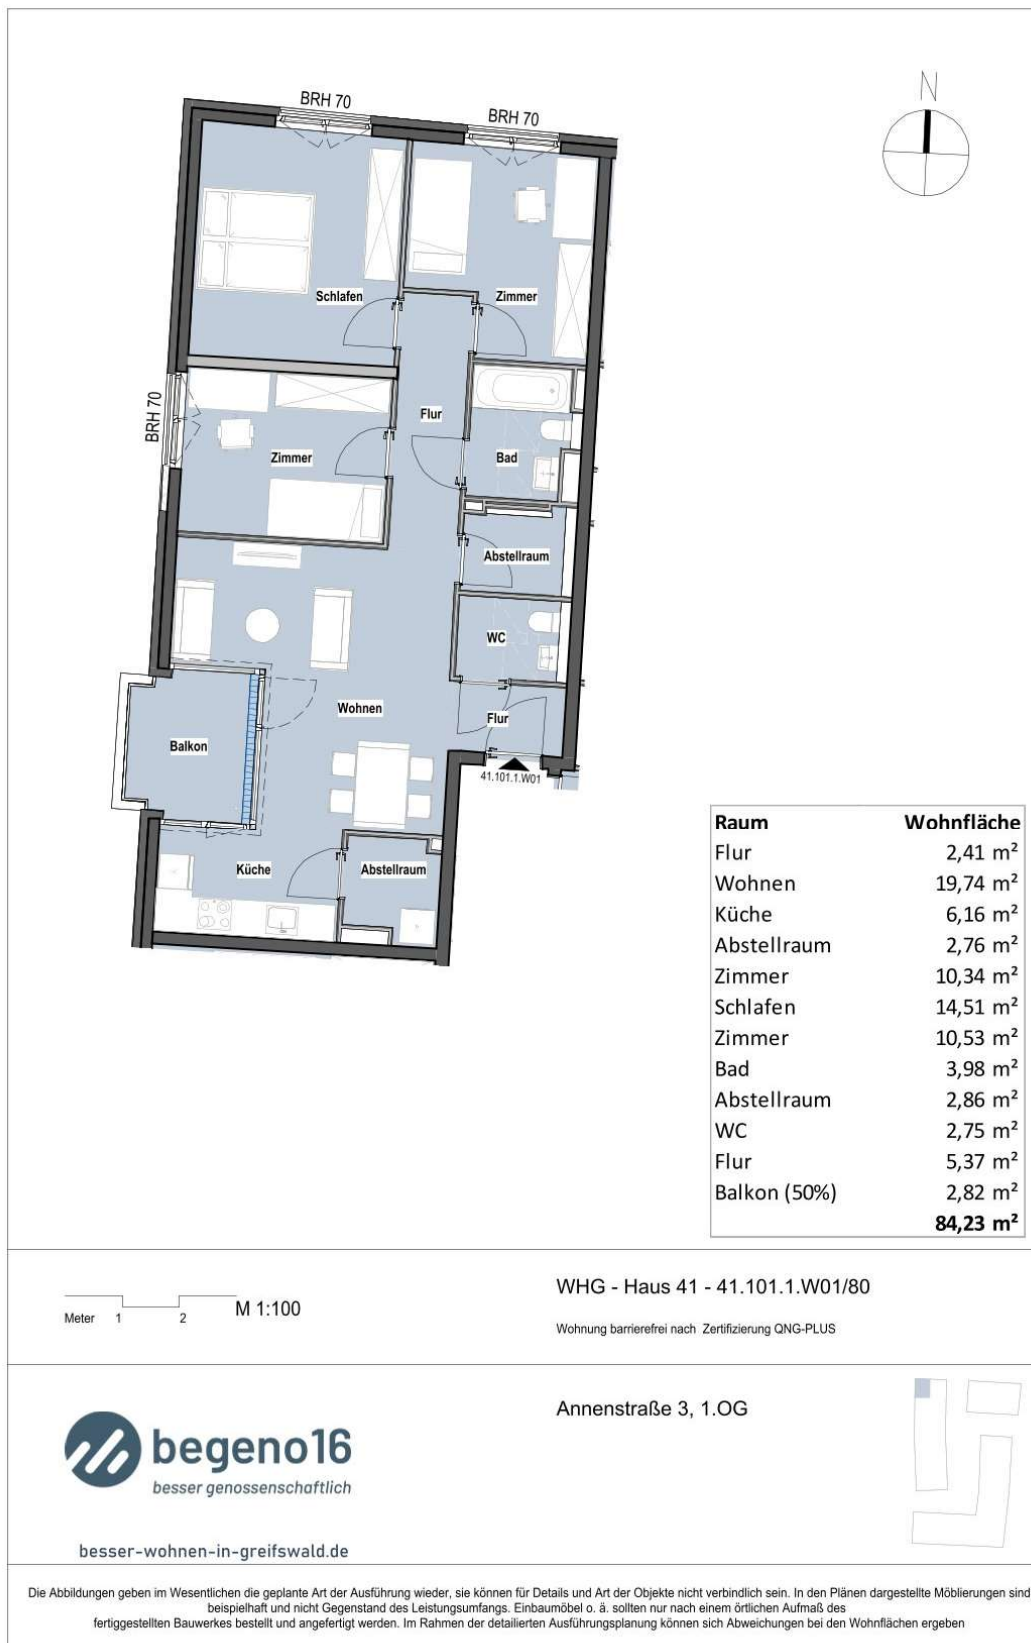 N
BRH 70
BRH 70
Schlafen
Zimmer
BRH 70
Flur
Zimmer
Bad
Abstellraum
WC
Wohnen
Flur
Balkon
41.101.1.W01
Küche
Abstellraum
Raum Wohnfläche
Flur 2,41 m²
Wohnen 19,74 m²
Küche 6,16 m²
Abstellraum 2,76 m²
Zimmer 10,34 m²
Schlafen 14,51 m²
Zimmer 10,53 m²
Bad 3,98 m²
Abstellraum 2,86 m²
WC 2,75 m²
Flur 5,37 m²
Balkon (50%) 2,82 m²
84,23 m²
Meter 1 2 M 1:100
WHG - Haus 41 - 41.101.1.W01/80
Wohnung barrierefrei nach Zertifizierung QNG-PLUS
Annenstraße 3, 1.OG
begeno16
besser genossenschaftlich
besser-wohnen-in-greifswald.de
Die Abbildungen geben im Wesentlichen die geplante Art der Ausführung wieder, sie können für Details und Art der Objekte nicht verbindlich sein. In den Plänen dargestellte Möblierungen sind
beispielhaft und nicht Gegenstand des Leistungsumfangs. Einbaumöbel o. ä. sollten nur nach einem örtlichen Aufmaß des
fertiggestellten Bauwerkes bestellt und angefertigt werden. Im Rahmen der detailierten Ausführungsplanung können sich Abweichungen bei den Wohnflächen ergeben